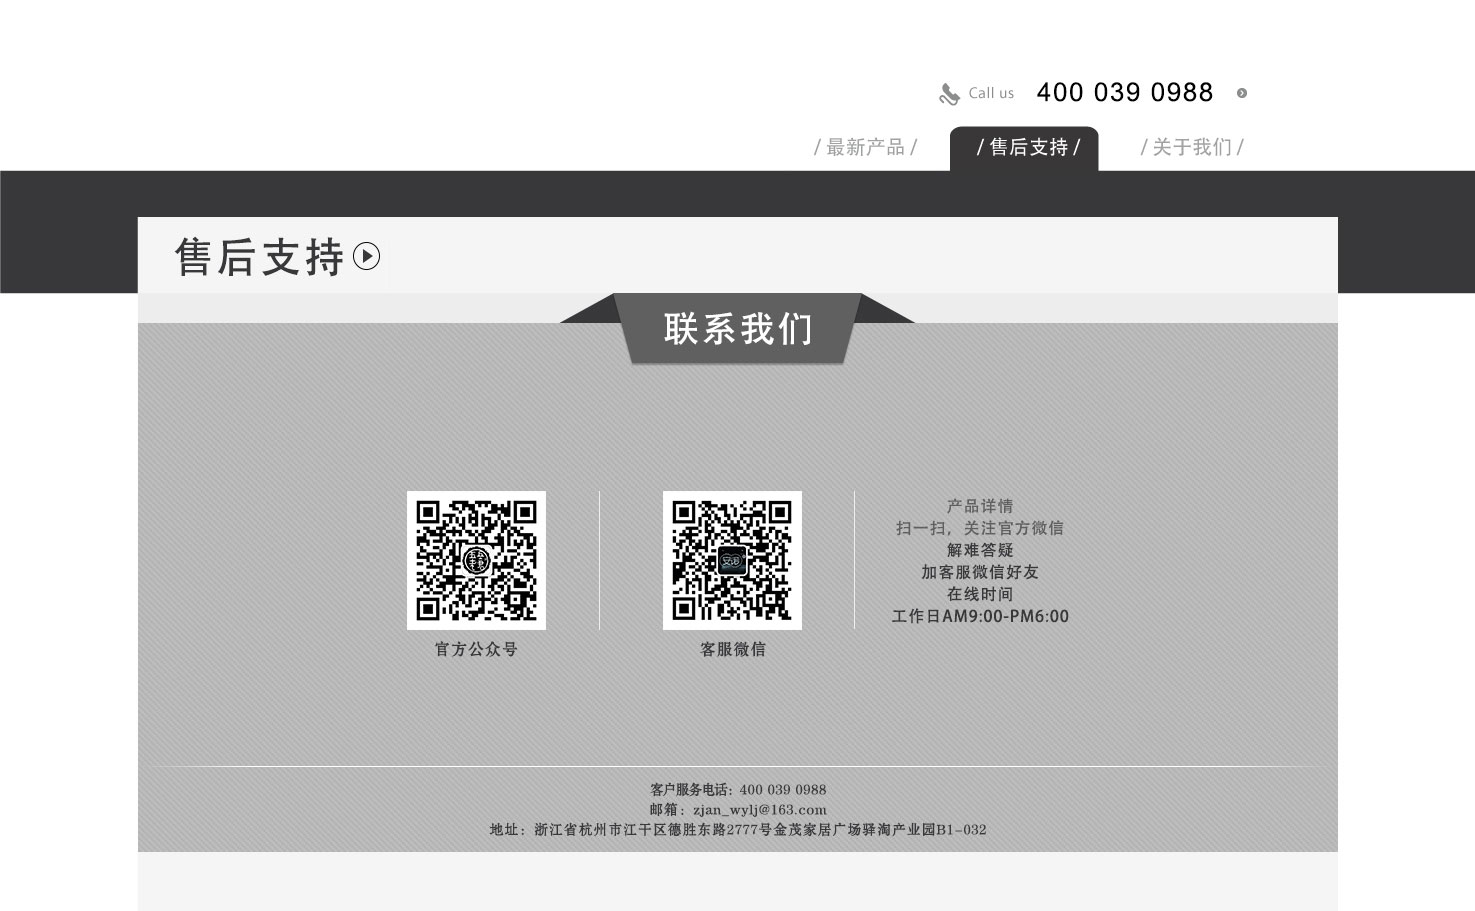 Call us 400 039 0988
/ 最新产品 / / 售后支持 / / 关于我们 /
售后支持
联系我们
产品详情
扫一扫，关注官方微信
解难答疑
加客服微信好友
在线时间
工作日AM9:00-PM6:00
官方公众号
客服微信
客户服务电话：400 039 0988
邮箱：zjan_wylj@163.com
地址：浙江省杭州市江干区德胜东路2777号金茂家居广场驿淘产业园B1-032